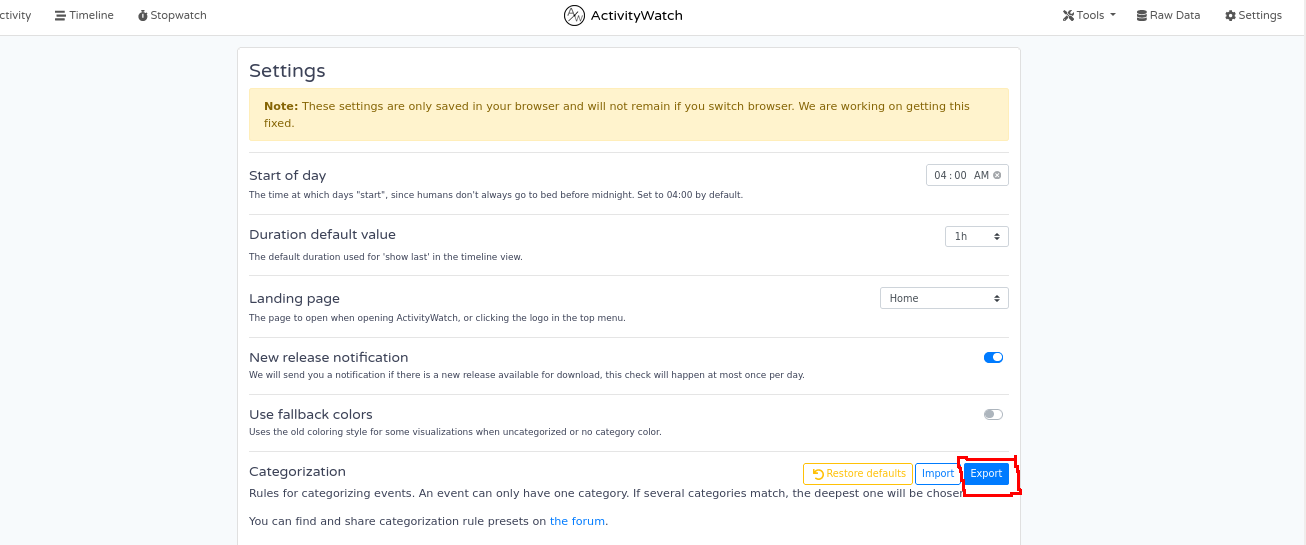 ctivity Timeline Stopwatch ActivityWatch Tools Raw Data Settings
Settings
Note: These settings are only saved in your browser and will not remain if you switch browser. We are working on getting this
fixed.
Start of day 04:00 AM
The time at which days "start", since humans don't always go to bed before midnight. Set to 04:00 by default.
Duration default value 1h
The default duration used for 'show last' in the timeline view.
Landing page Home
The page to open when opening ActivityWatch, or clicking the logo in the top menu.
New release notification
We will send you a notification if there is a new release available for download, this check will happen at most once per day.
Use fallback colors
Uses the old coloring style for some visualizations when uncategorized or no category color.
Categorization Restore defaults Import Export
Rules for categorizing events. An event can only have one category. If several categories match, the deepest one will be chosen
You can find and share categorization rule presets on the forum.